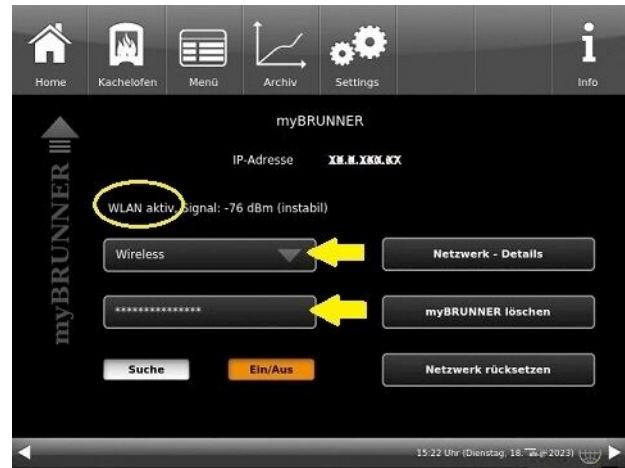 Home Kachelofen Menü Archiv Settings Info
myBRUNNER
IP-Adresse
WLAN aktiv, Signal: -76 dBm (instabil)
Wireless
Netzwerk - Details
***************
myBRUNNER löschen
Suche
Ein/Aus
Netzwerk rücksetzen
myBRUNNER
15:22 Uhr (Dienstag, 18. 2023)